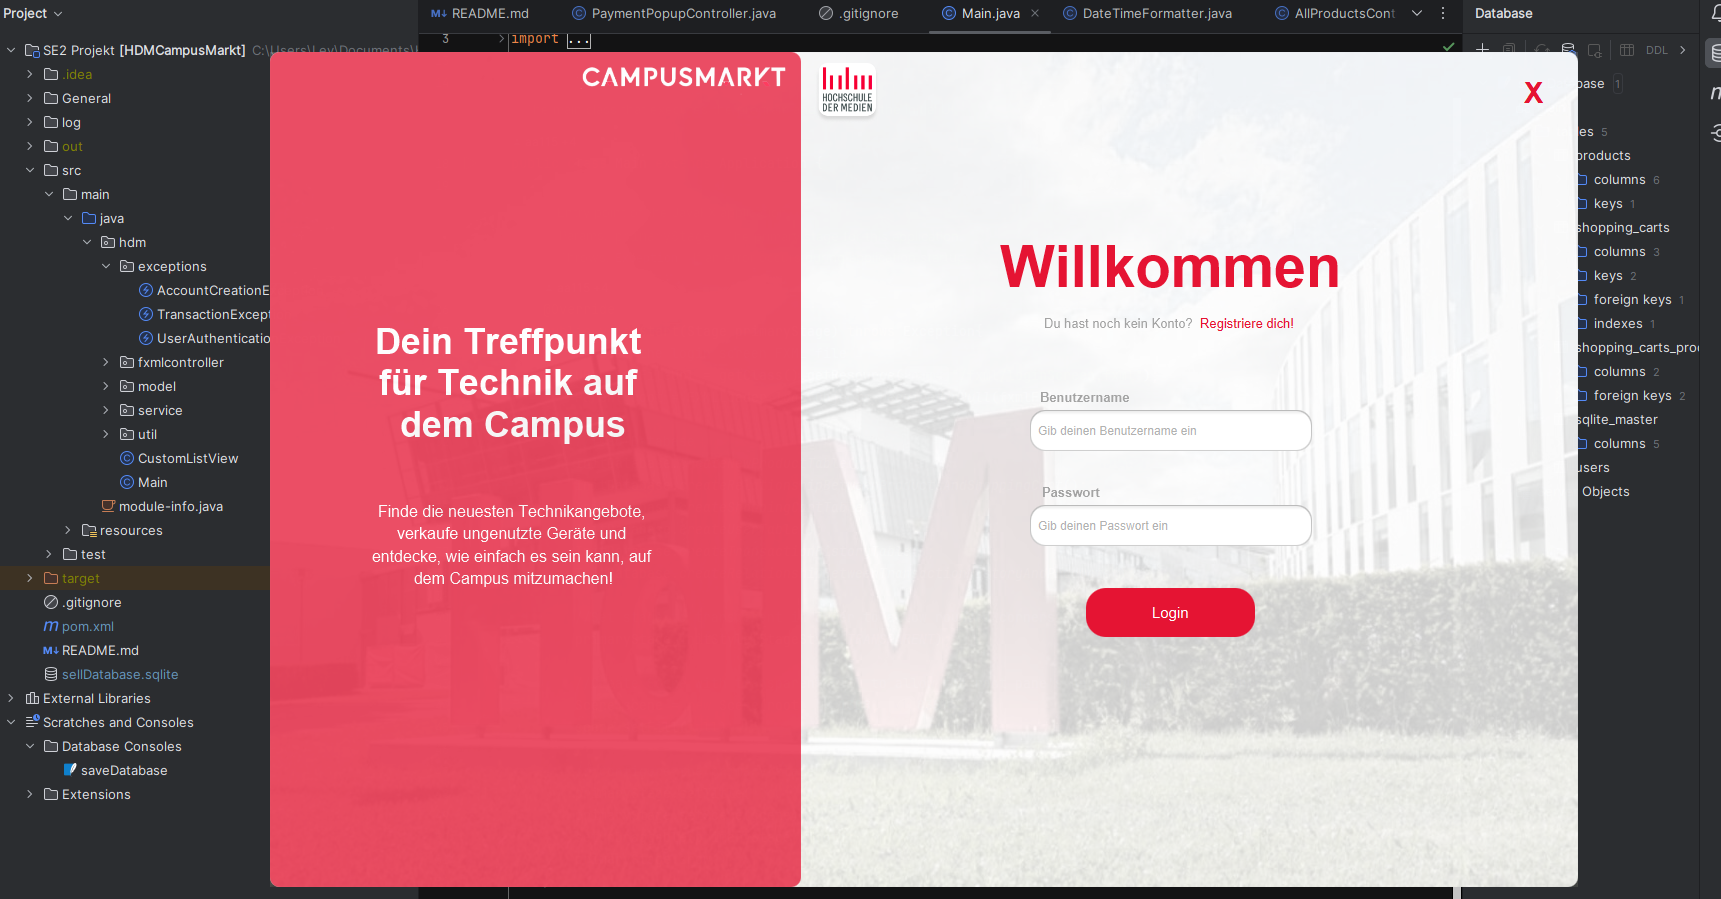 Project
README.md
PaymentPopupController.java
.gitignore
Main.java
DateTimeFormatter.java
AllProductsCont
Database
SE2 Projekt [HDMCampusMarkt]
C:\Users\Lev\Documents\
3
import ...
DDL
.idea
General
log
out
src
main
java
hdm
exceptions
AccountCreationE
TransactionExcept
UserAuthenticatio
fxmlcontroller
model
service
util
CustomListView
Main
module-info.java
resources
test
target
.gitignore
pom.xml
README.md
sellDatabase.sqlite
External Libraries
Scratches and Consoles
Database Consoles
saveDatabase
Extensions
CAMPUSMARKT
Dein Treffpunkt
für Technik auf
dem Campus
Finde die neuesten Technikangebote,
verkaufe ungenutzte Geräte und
entdecke, wie einfach es sein kann, auf
dem Campus mitzumachen!
HOCHSCHULE
DER MEDIEN
X
Willkommen
Du hast noch kein Konto? Registriere dich!
Benutzername
Gib deinen Benutzername ein
Passwort
Gib deinen Passwort ein
Login
base 1
es 5
products
columns 6
keys 1
shopping_carts
columns 3
keys 2
foreign keys 1
indexes 1
shopping_carts_pro
columns 2
foreign keys 2
sqlite_master
columns 5
users
Objects